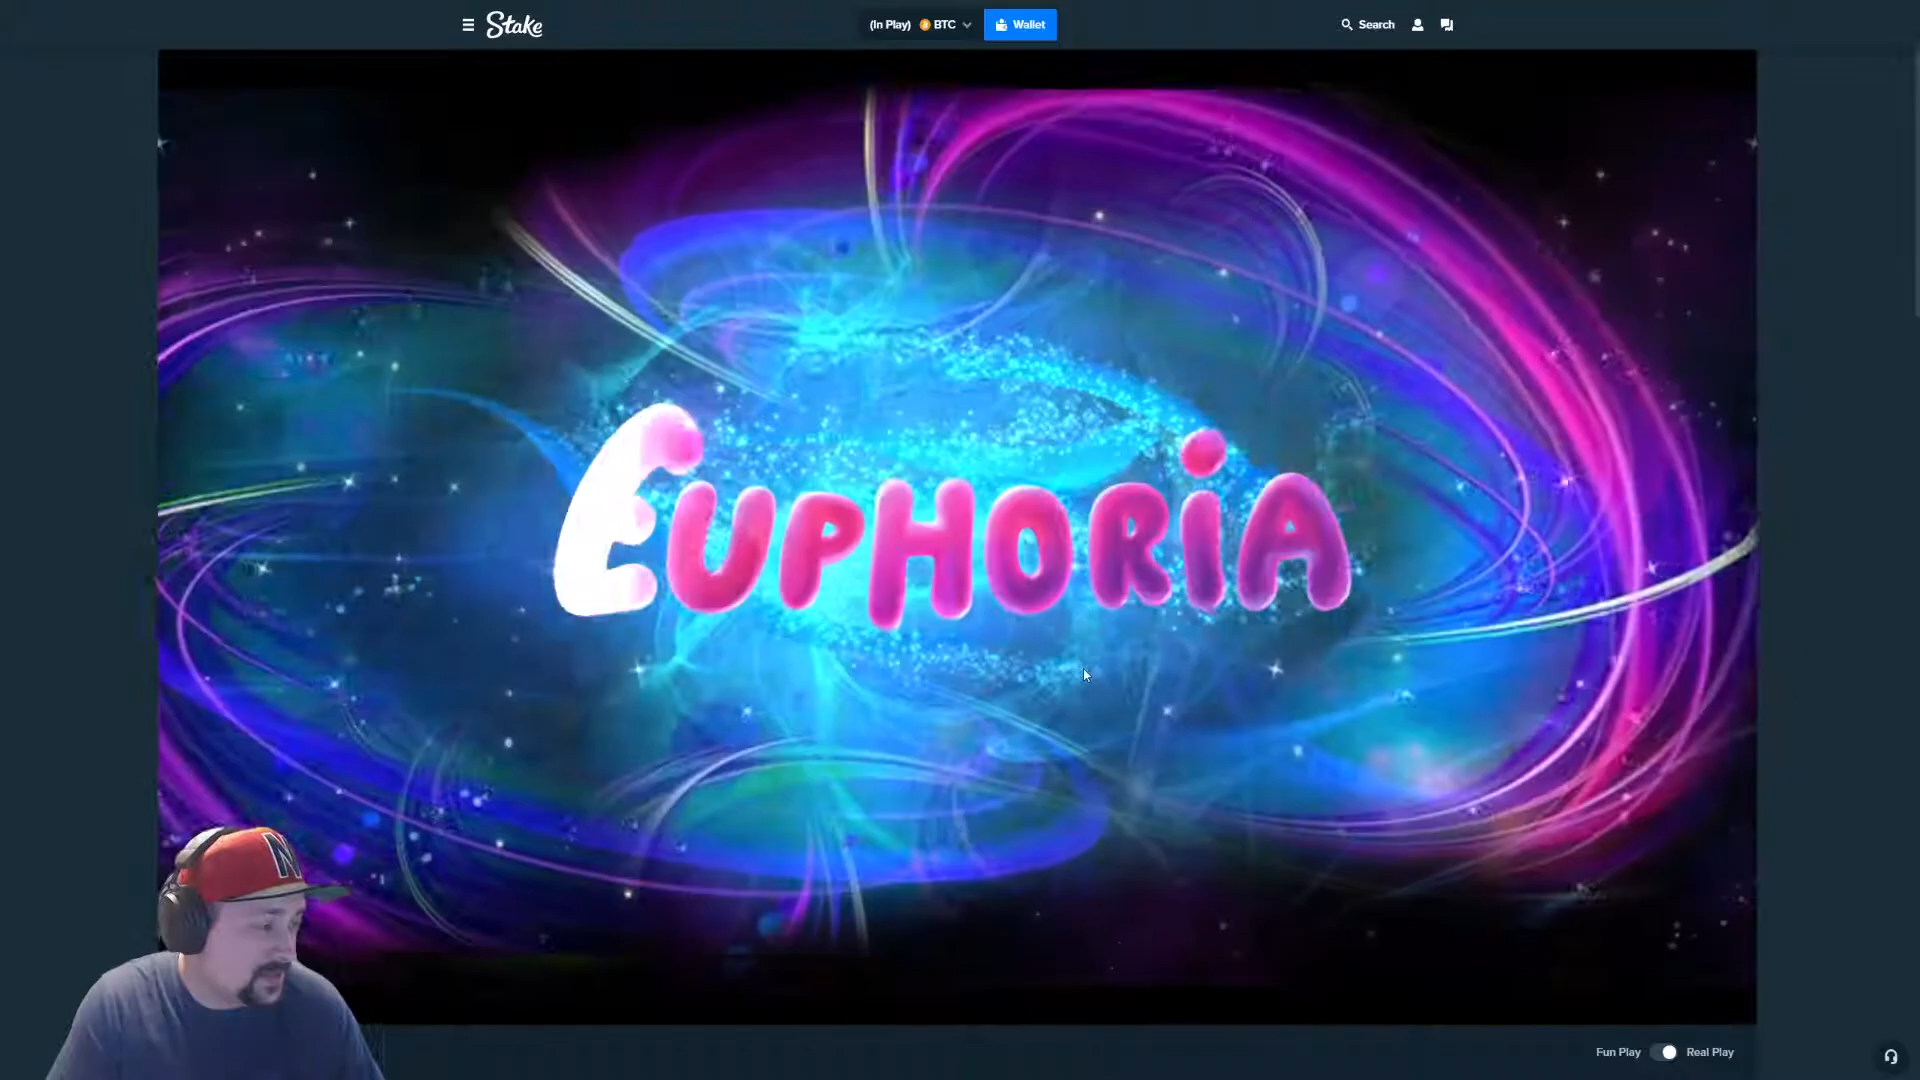 Stake
(In Play) BTC
Wallet
Search
EUPHORiA
N
Fun Play
Real Play